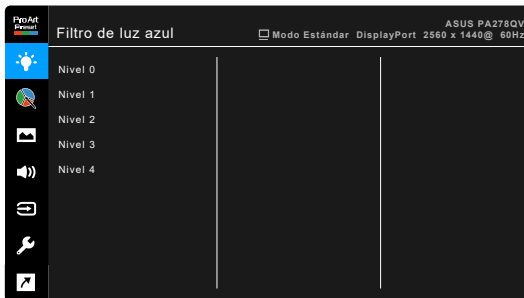 ProArt
Preset
Filtro de luz azul
ASUS PA278QV
Modo Estándar DisplayPort 2560 x 1440@ 60Hz
Nivel 0
Nivel 1
Nivel 2
Nivel 3
Nivel 4